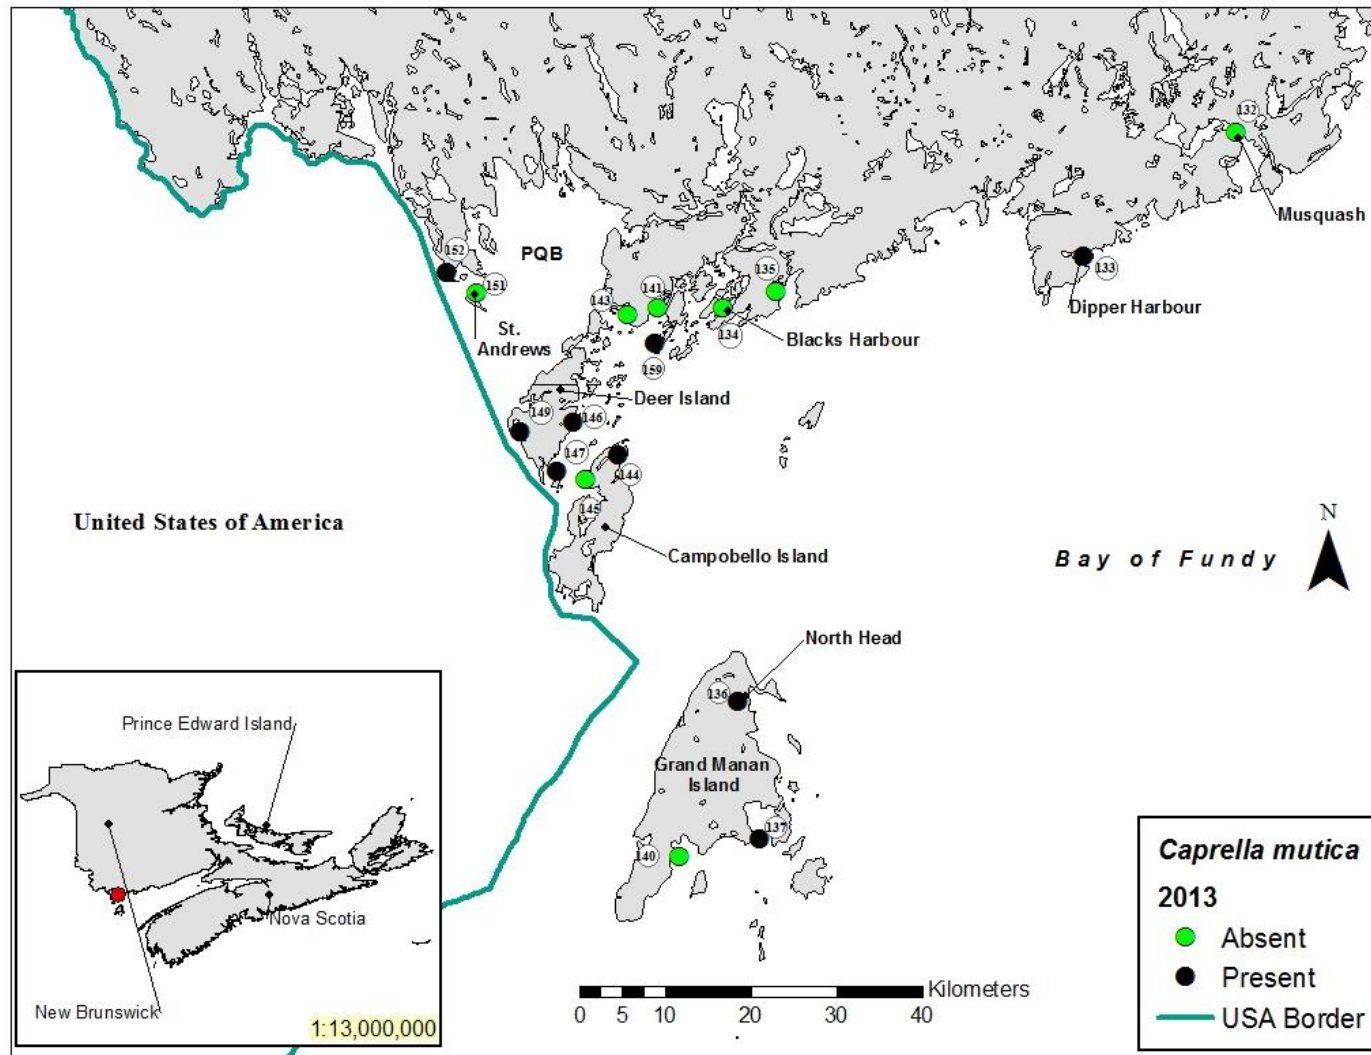 132
Musquash
152
PQB
135
133
151
141
143
Dipper Harbour
St.
Andrews
134
Blacks Harbour
159
Deer Island
149
146
147
144
145
United States of America
Campobello Island
Bay of Fundy
N
North Head
136
Prince Edward Island
Grand Manan
Island
137
140
Nova Scotia
New Brunswick
1:13,000,000
Kilometers
0 5 10 20 30 40
Caprella mutica
2013
Absent
Present
USA Border